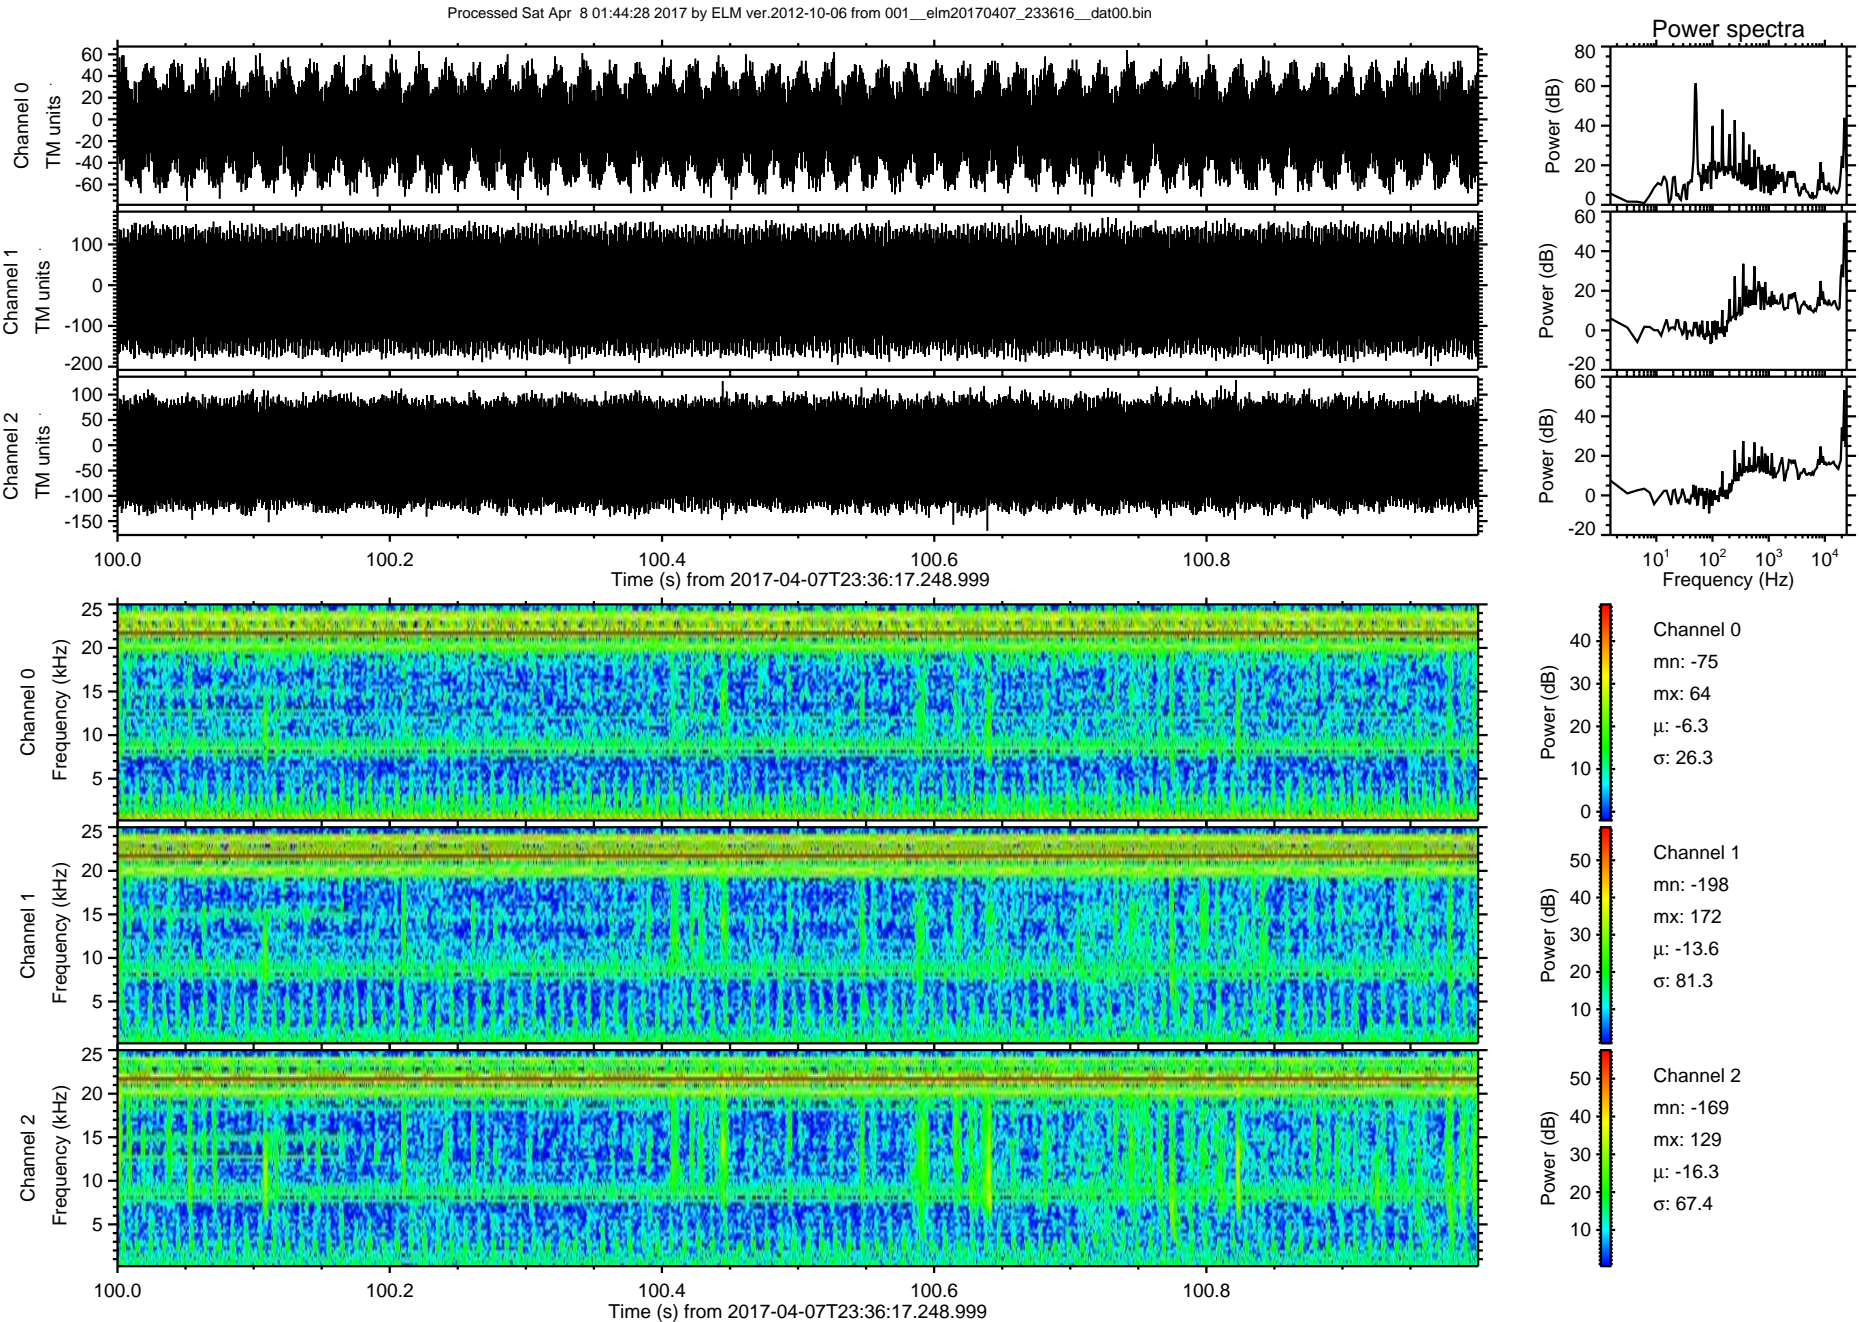 Processed Sat Apr  8 01:44:28 2017 by ELM ver.2012-10-06 from 001__elm20170407_233616__dat00.bin
Power spectra
Channel 0
TM units
60
40
20
0
-20
-40
-60
Power (dB)
80
60
40
20
0
Channel 1
TM units
100
0
-100
-200
Power (dB)
60
40
20
0
-20
Channel 2
TM units
100
50
0
-50
-100
-150
Power (dB)
60
40
20
0
-20
100.0 100.2 100.4 100.6 100.8
Time (s) from 2017-04-07T23:36:17.248.999
10^1 10^2 10^3 10^4
Frequency (Hz)
Channel 0
Frequency (kHz)
25
20
15
10
5
Power (dB)
40
30
20
10
0
Channel 0
mn: -75
mx: 64
μ: -6.3
σ: 26.3
Channel 1
Frequency (kHz)
25
20
15
10
5
Power (dB)
50
40
30
20
10
Channel 1
mn: -198
mx: 172
μ: -13.6
σ: 81.3
Channel 2
Frequency (kHz)
25
20
15
10
5
Power (dB)
50
40
30
20
10
Channel 2
mn: -169
mx: 129
μ: -16.3
σ: 67.4
100.0 100.2 100.4 100.6 100.8
Time (s) from 2017-04-07T23:36:17.248.999